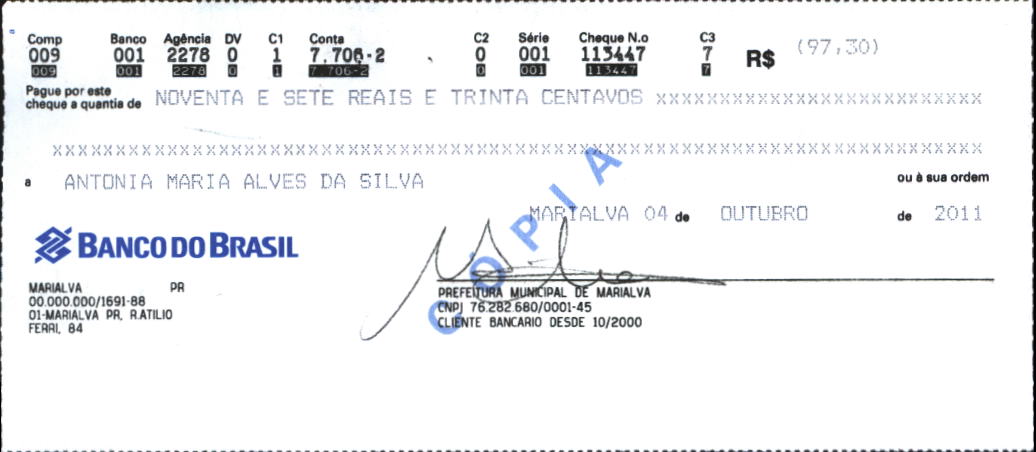 Comp Banco Agência DV C1 Conta C2 Série Cheque N.o C3
009 001 2278 0 1 7.706-2 0 001 113447 7 R$ (97,30)
009 001 2278 0 1 7.706-2 0 001 113447 7
Pague por este
cheque a quantia de NOVENTA E SETE REAIS E TRINTA CENTAVOS XXXXXXXXXXXXXXXXXXXXXXXXXXXXXXX
XXXXXXXXXXXXXXXXXXXXXXXXXXXXXXXXXXXXXXXXXXXXXXXXXXXXXXXXXXXXXXXXXXXXXXXXXXXXXXXXXXXXXXXX
a ANTONIA MARIA ALVES DA SILVA ou à sua ordem
MARIALVA 04 de OUTUBRO de 2011
CÓPIA
BANCO DO BRASIL
MARIALVA PR
00.000.000/1691-88
01-MARIALVA PR, R.ATILIO
FERRI, 84
PREFEITURA MUNICIPAL DE MARIALVA
CNPJ 76.282.680/0001-45
CLIENTE BANCARIO DESDE 10/2000